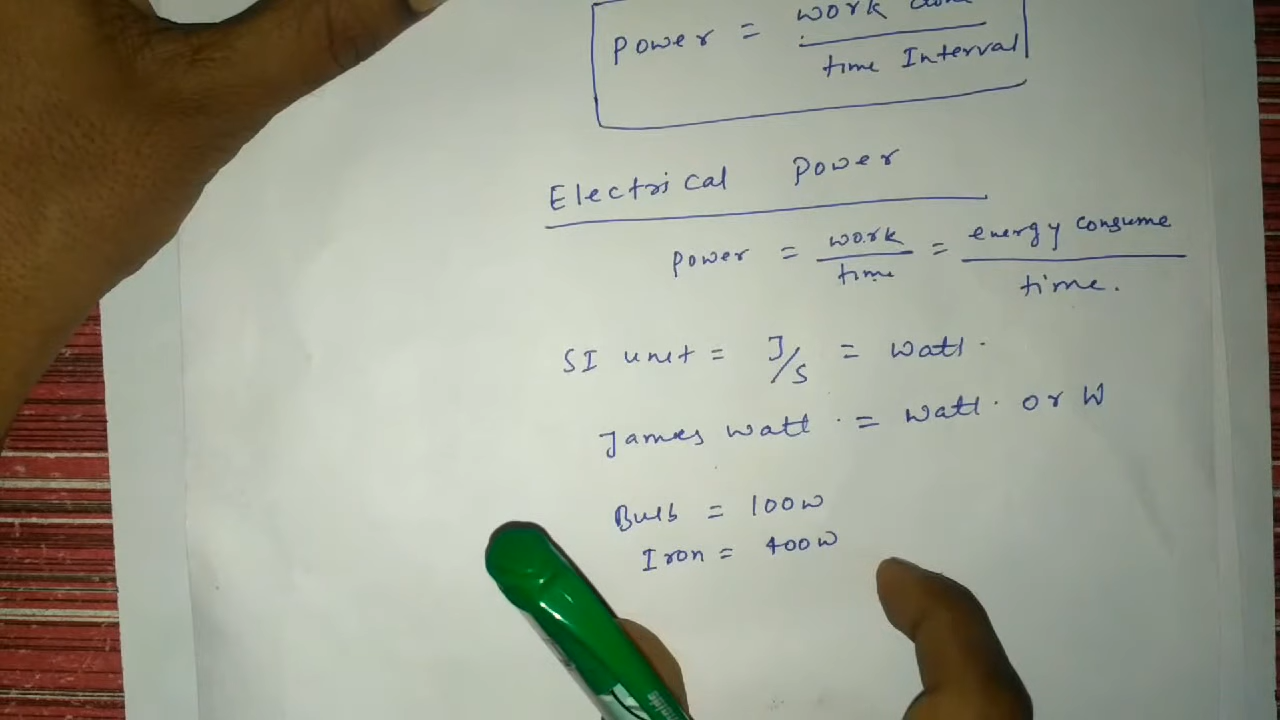 Power = work
time Interval
Electrical Power
Power = work / time = energy consume / time.
SI unit = J/s = Watt.
James Watt. = Watt. or W
Bulb = 100W
Iron = 400W